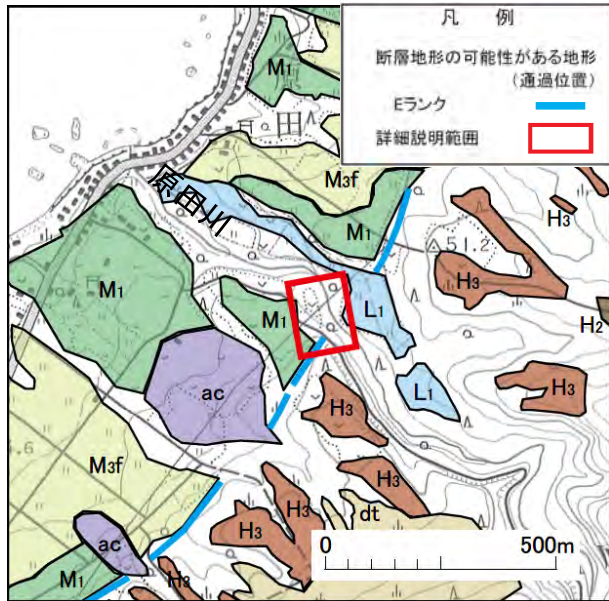 凡 例
断層地形の可能性がある地形
(通過位置)
Eランク
詳細説明範囲
M1
田
M3f
原田川
M1
H3
51.2
H3
H2
M1
L1
M1
ac
H3
L1
H3
M3f
H3
H3
H3
dt
ac
M1
H3
0 500m